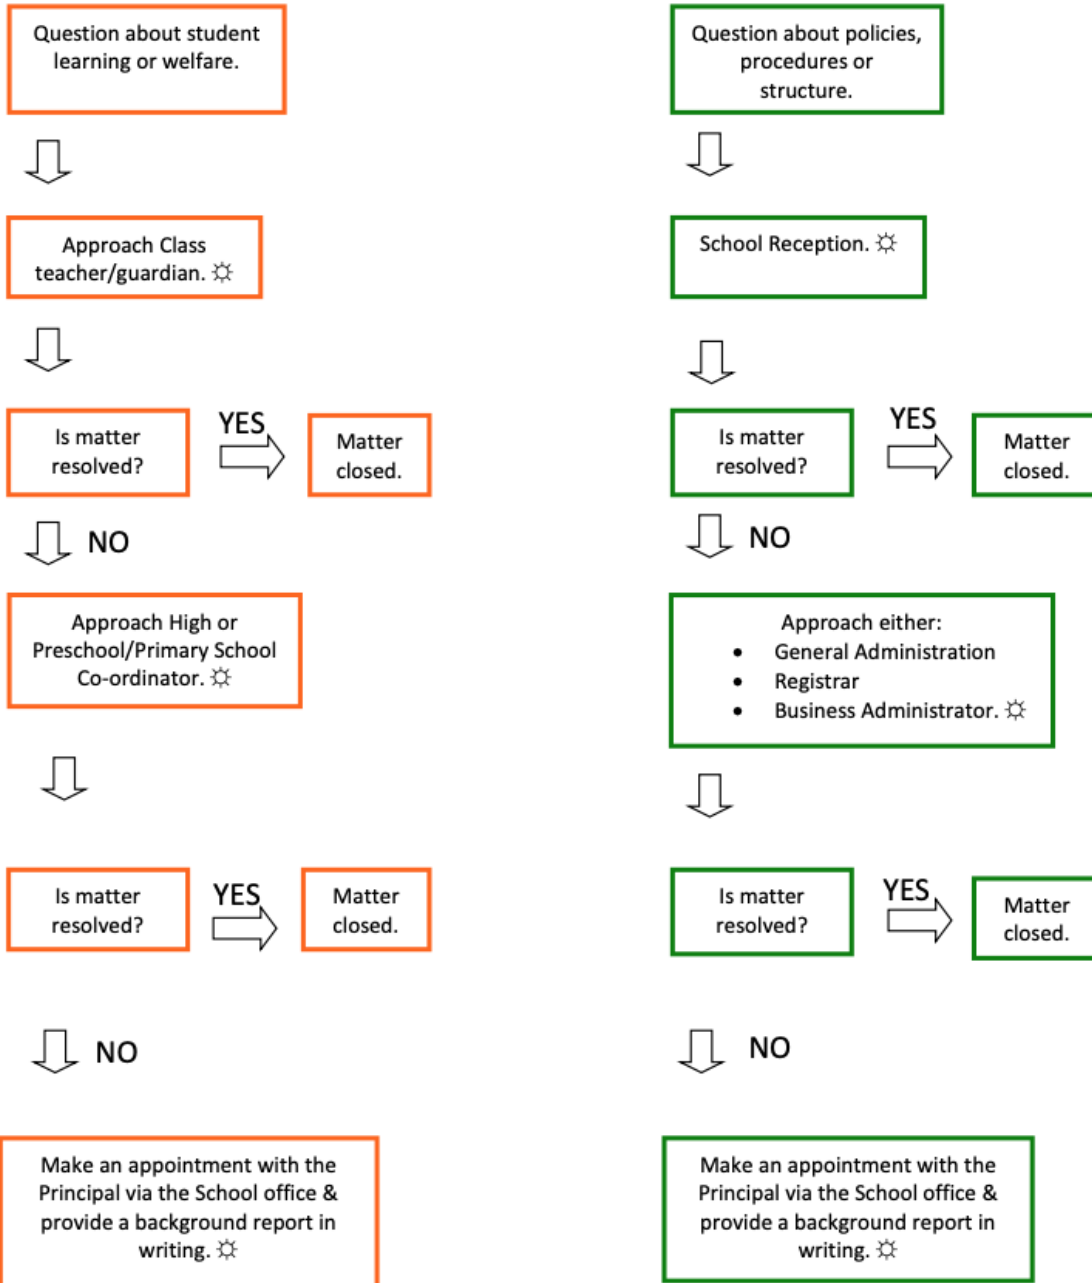 Question about student
learning or welfare.
Approach Class
teacher/guardian. ☼
Is matter
resolved?
YES
Matter
closed.
NO
Approach High or
Preschool/Primary School
Co-ordinator. ☼
Is matter
resolved?
YES
Matter
closed.
NO
Make an appointment with the
Principal via the School office &
provide a background report in
writing. ☼
Question about policies,
procedures or
structure.
School Reception. ☼
Is matter
resolved?
YES
Matter
closed.
NO
Approach either:
• General Administration
• Registrar
• Business Administrator. ☼
Is matter
resolved?
YES
Matter
closed.
NO
Make an appointment with the
Principal via the School office &
provide a background report in
writing. ☼